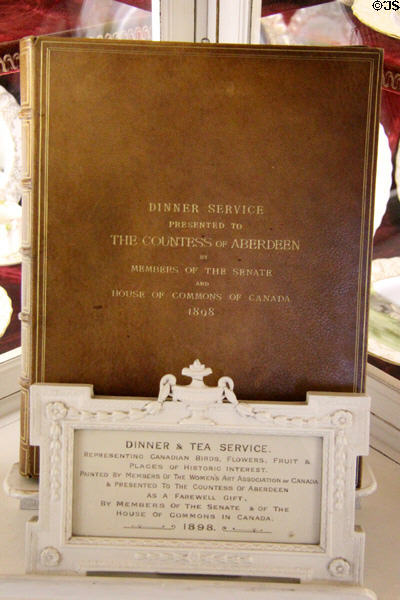 ©JS
DINNER SERVICE
PRESENTED TO
THE COUNTESS OF ABERDEEN
BY
MEMBERS OF THE SENATE
AND
HOUSE OF COMMONS OF CANADA
1898
DINNER & TEA SERVICE.
REPRESENTING CANADIAN BIRDS, FLOWERS, FRUIT &
PLACES OF HISTORIC INTEREST.
PAINTED BY MEMBERS OF THE WOMEN'S ART ASSOCIATION OF CANADA
& PRESENTED TO THE COUNTESS OF ABERDEEN
AS A FAREWELL GIFT,
BY MEMBERS OF THE SENATE & OF THE
HOUSE OF COMMONS IN CANADA.
1898.